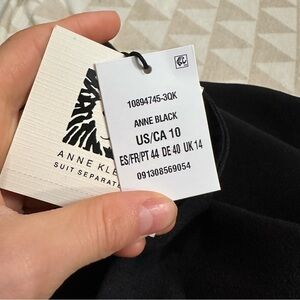 10894745-3QK
ANNE BLACK
US/CA 10
ES/FR/PT 44 DE 40 UK 14
091308569054
ANNE KLE
SUIT SEPARATE